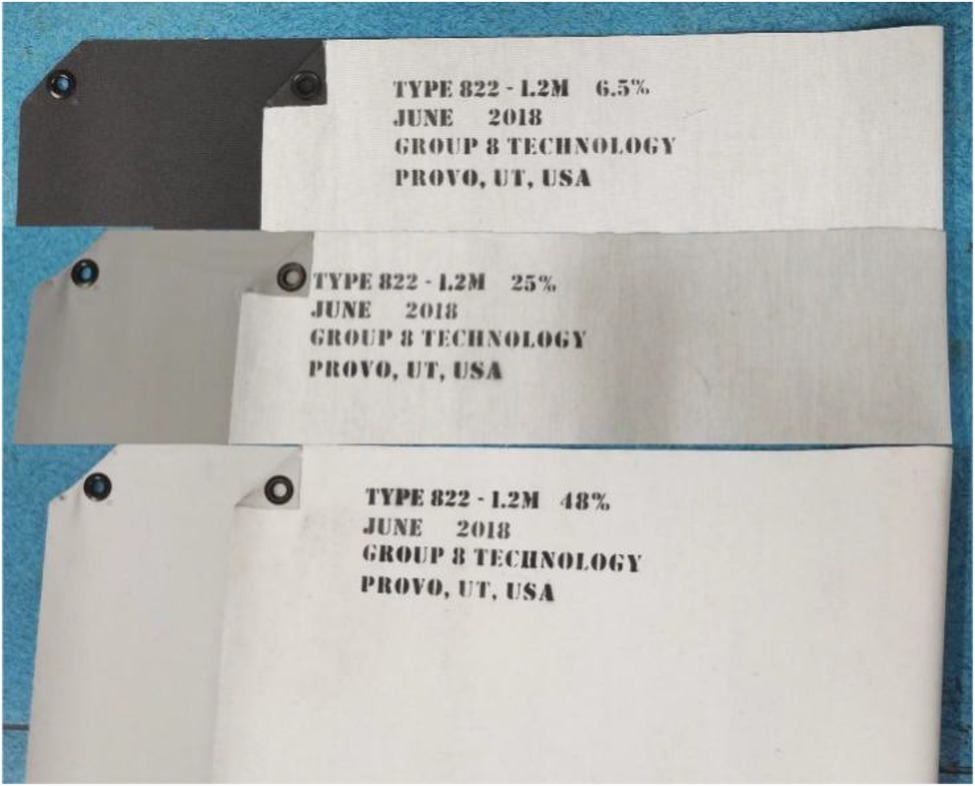 TYPE 822 - 1.2M 6.5%
JUNE 2018
GROUP 8 TECHNOLOGY
PROVO, UT, USA
TYPE 822 - 1.2M 25%
JUNE 2018
GROUP 8 TECHNOLOGY
PROVO, UT, USA
TYPE 822 - 1.2M 48%
JUNE 2018
GROUP 8 TECHNOLOGY
PROVO, UT, USA